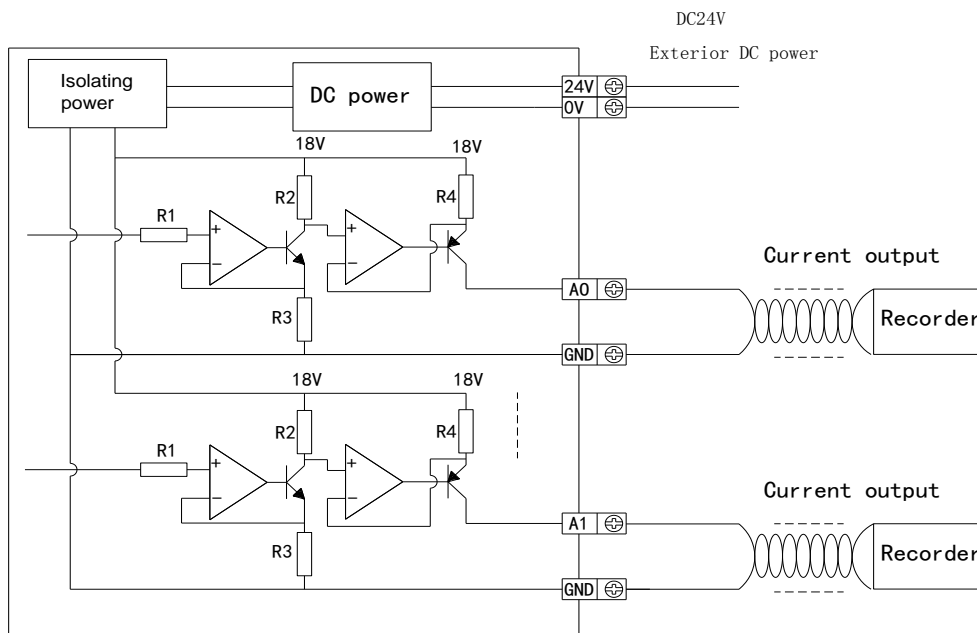 DC24V
Exterior DC power
Isolating
power
DC power
24V
0V
18V
18V
R2
R4
R1
+
−
+
−
R3
A0
GND
Current output
Recorder
18V
18V
R2
R4
R1
+
−
+
−
R3
A1
GND
Current output
Recorder